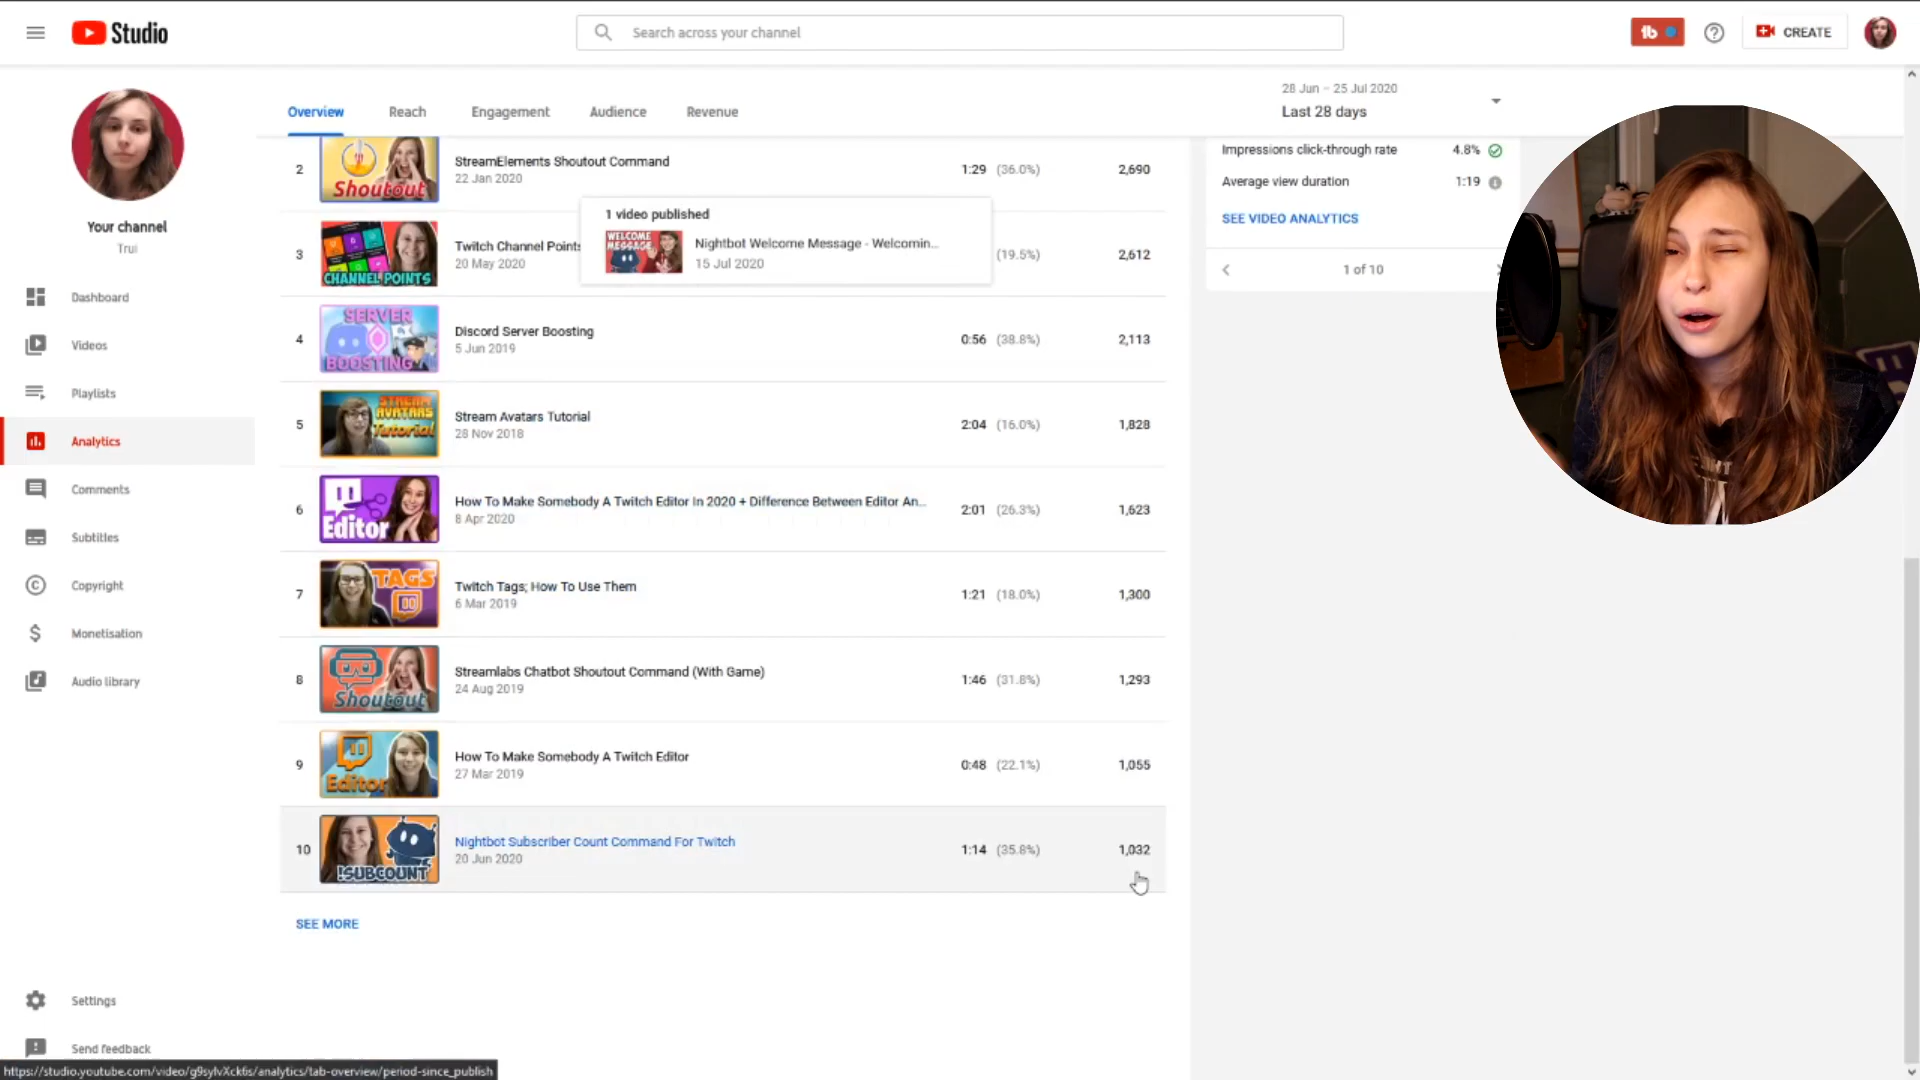 Studio
Search across your channel
CREATE
Your channel
Trui
Dashboard
Videos
Playlists
Analytics
Comments
Subtitles
Copyright
Monetisation
Audio library
Settings
Send feedback
Overview
Reach
Engagement
Audience
Revenue
28 Jun – 25 Jul 2020
Last 28 days
2
Shoutout
StreamElements Shoutout Command
22 Jan 2020
1:29 (36.0%)
2,690
1 video published
WELCOME
MESSAGE
Nightbot Welcome Message - Welcomin...
15 Jul 2020
3
CHANNEL POINTS
Twitch Channel Points
20 May 2020
(19.5%)
2,612
4
SERVER
BOOSTING
Discord Server Boosting
5 Jun 2019
0:56 (38.8%)
2,113
5
STREAM
AVATARS
Tutorial
Stream Avatars Tutorial
28 Nov 2018
2:04 (16.0%)
1,828
6
Editor
How To Make Somebody A Twitch Editor In 2020 + Difference Between Editor An...
8 Apr 2020
2:01 (26.3%)
1,623
7
TAGS
Twitch Tags; How To Use Them
6 Mar 2019
1:21 (18.0%)
1,300
8
Shoutout
Streamlabs Chatbot Shoutout Command (With Game)
24 Aug 2019
1:46 (31.8%)
1,293
9
Editor
How To Make Somebody A Twitch Editor
27 Mar 2019
0:48 (22.1%)
1,055
10
!SUBCOUNT
Nightbot Subscriber Count Command For Twitch
20 Jun 2020
1:14 (35.8%)
1,032
SEE MORE
Impressions click-through rate
4.8%
Average view duration
1:19
SEE VIDEO ANALYTICS
1 of 10
https://studio.youtube.com/video/g9sylvXck6s/analytics/tab-overview/period-since_publish